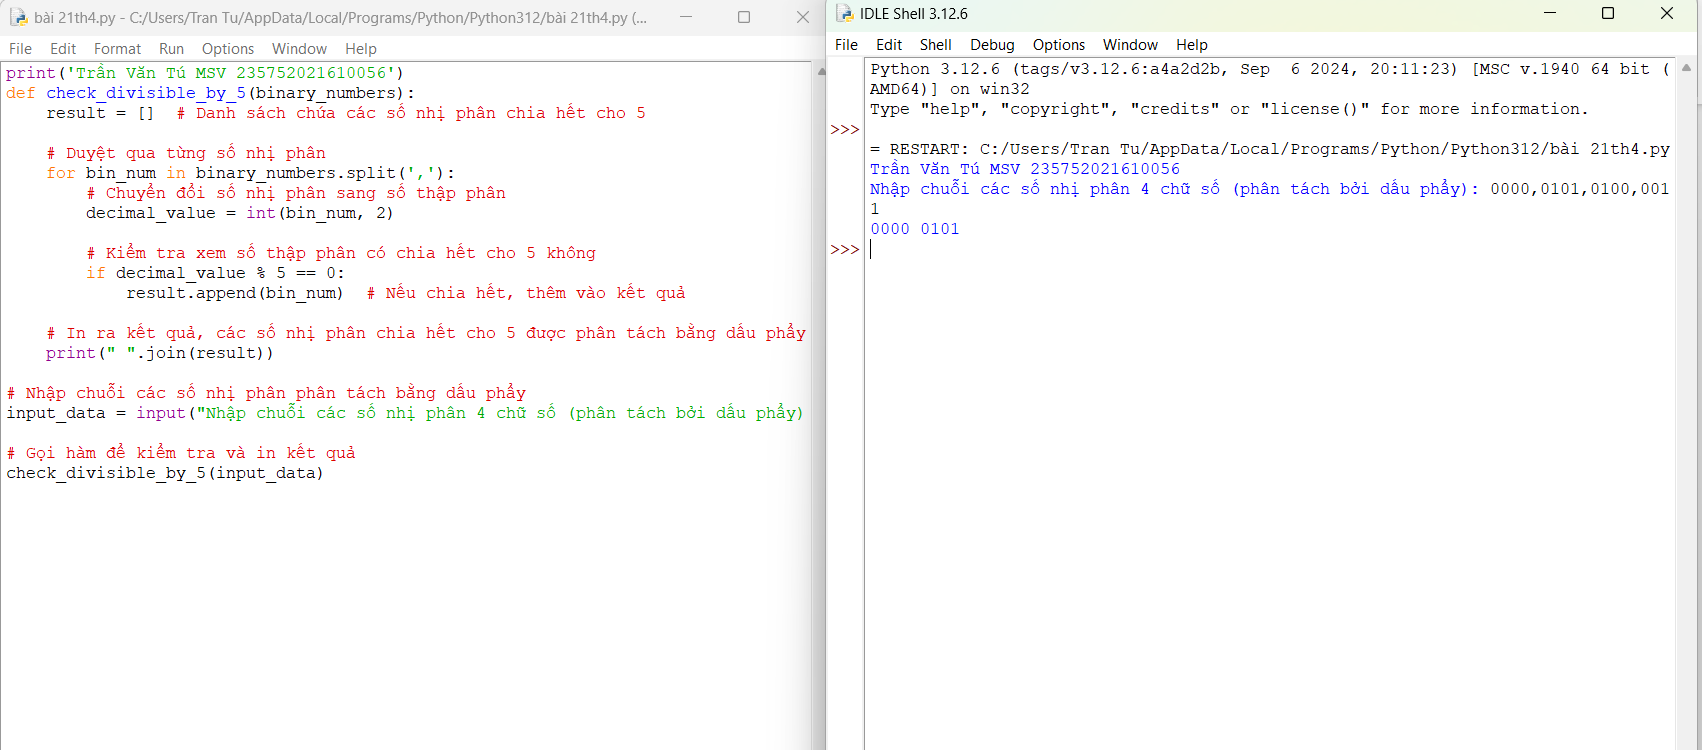 bài 21th4.py - C:/Users/Tran Tu/AppData/Local/Programs/Python/Python312/bài 21th4.py (...
File Edit Format Run Options Window Help
print('Trần Văn Tú MSV 235752021610056')
def check_divisible_by_5(binary_numbers):
    result = []  # Danh sách chứa các số nhị phân chia hết cho 5
    # Duyệt qua từng số nhị phân
    for bin_num in binary_numbers.split(','):
        # Chuyển đổi số nhị phân sang số thập phân
        decimal_value = int(bin_num, 2)
        # Kiểm tra xem số thập phân có chia hết cho 5 không
        if decimal_value % 5 == 0:
            result.append(bin_num)  # Nếu chia hết, thêm vào kết quả
    # In ra kết quả, các số nhị phân chia hết cho 5 được phân tách bằng dấu phẩy
    print(" ".join(result))
# Nhập chuỗi các số nhị phân phân tách bằng dấu phẩy
input_data = input("Nhập chuỗi các số nhị phân 4 chữ số (phân tách bởi dấu phẩy)
# Gọi hàm để kiểm tra và in kết quả
check_divisible_by_5(input_data)
IDLE Shell 3.12.6
File Edit Shell Debug Options Window Help
Python 3.12.6 (tags/v3.12.6:a4a2d2b, Sep  6 2024, 20:11:23) [MSC v.1940 64 bit (
AMD64)] on win32
Type "help", "copyright", "credits" or "license()" for more information.
>>>
= RESTART: C:/Users/Tran Tu/AppData/Local/Programs/Python/Python312/bài 21th4.py
Trần Văn Tú MSV 235752021610056
Nhập chuỗi các số nhị phân 4 chữ số (phân tách bởi dấu phẩy): 0000,0101,0100,001
1
0000 0101
>>>